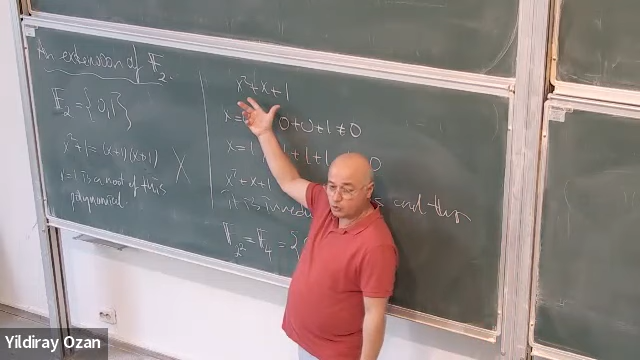 An extension of 𝔽₂.
𝔽₂ = {0, 1}
x²+1 = (x+1)(x+1)
1=1 is a root of this
polynomial.
x²+x+1
x=
0+0+1≠0
x=1
1+1+1
0
x²+x+1
it is
and thus
𝔽₂² = 𝔽₄ = {
Yildiray Ozan